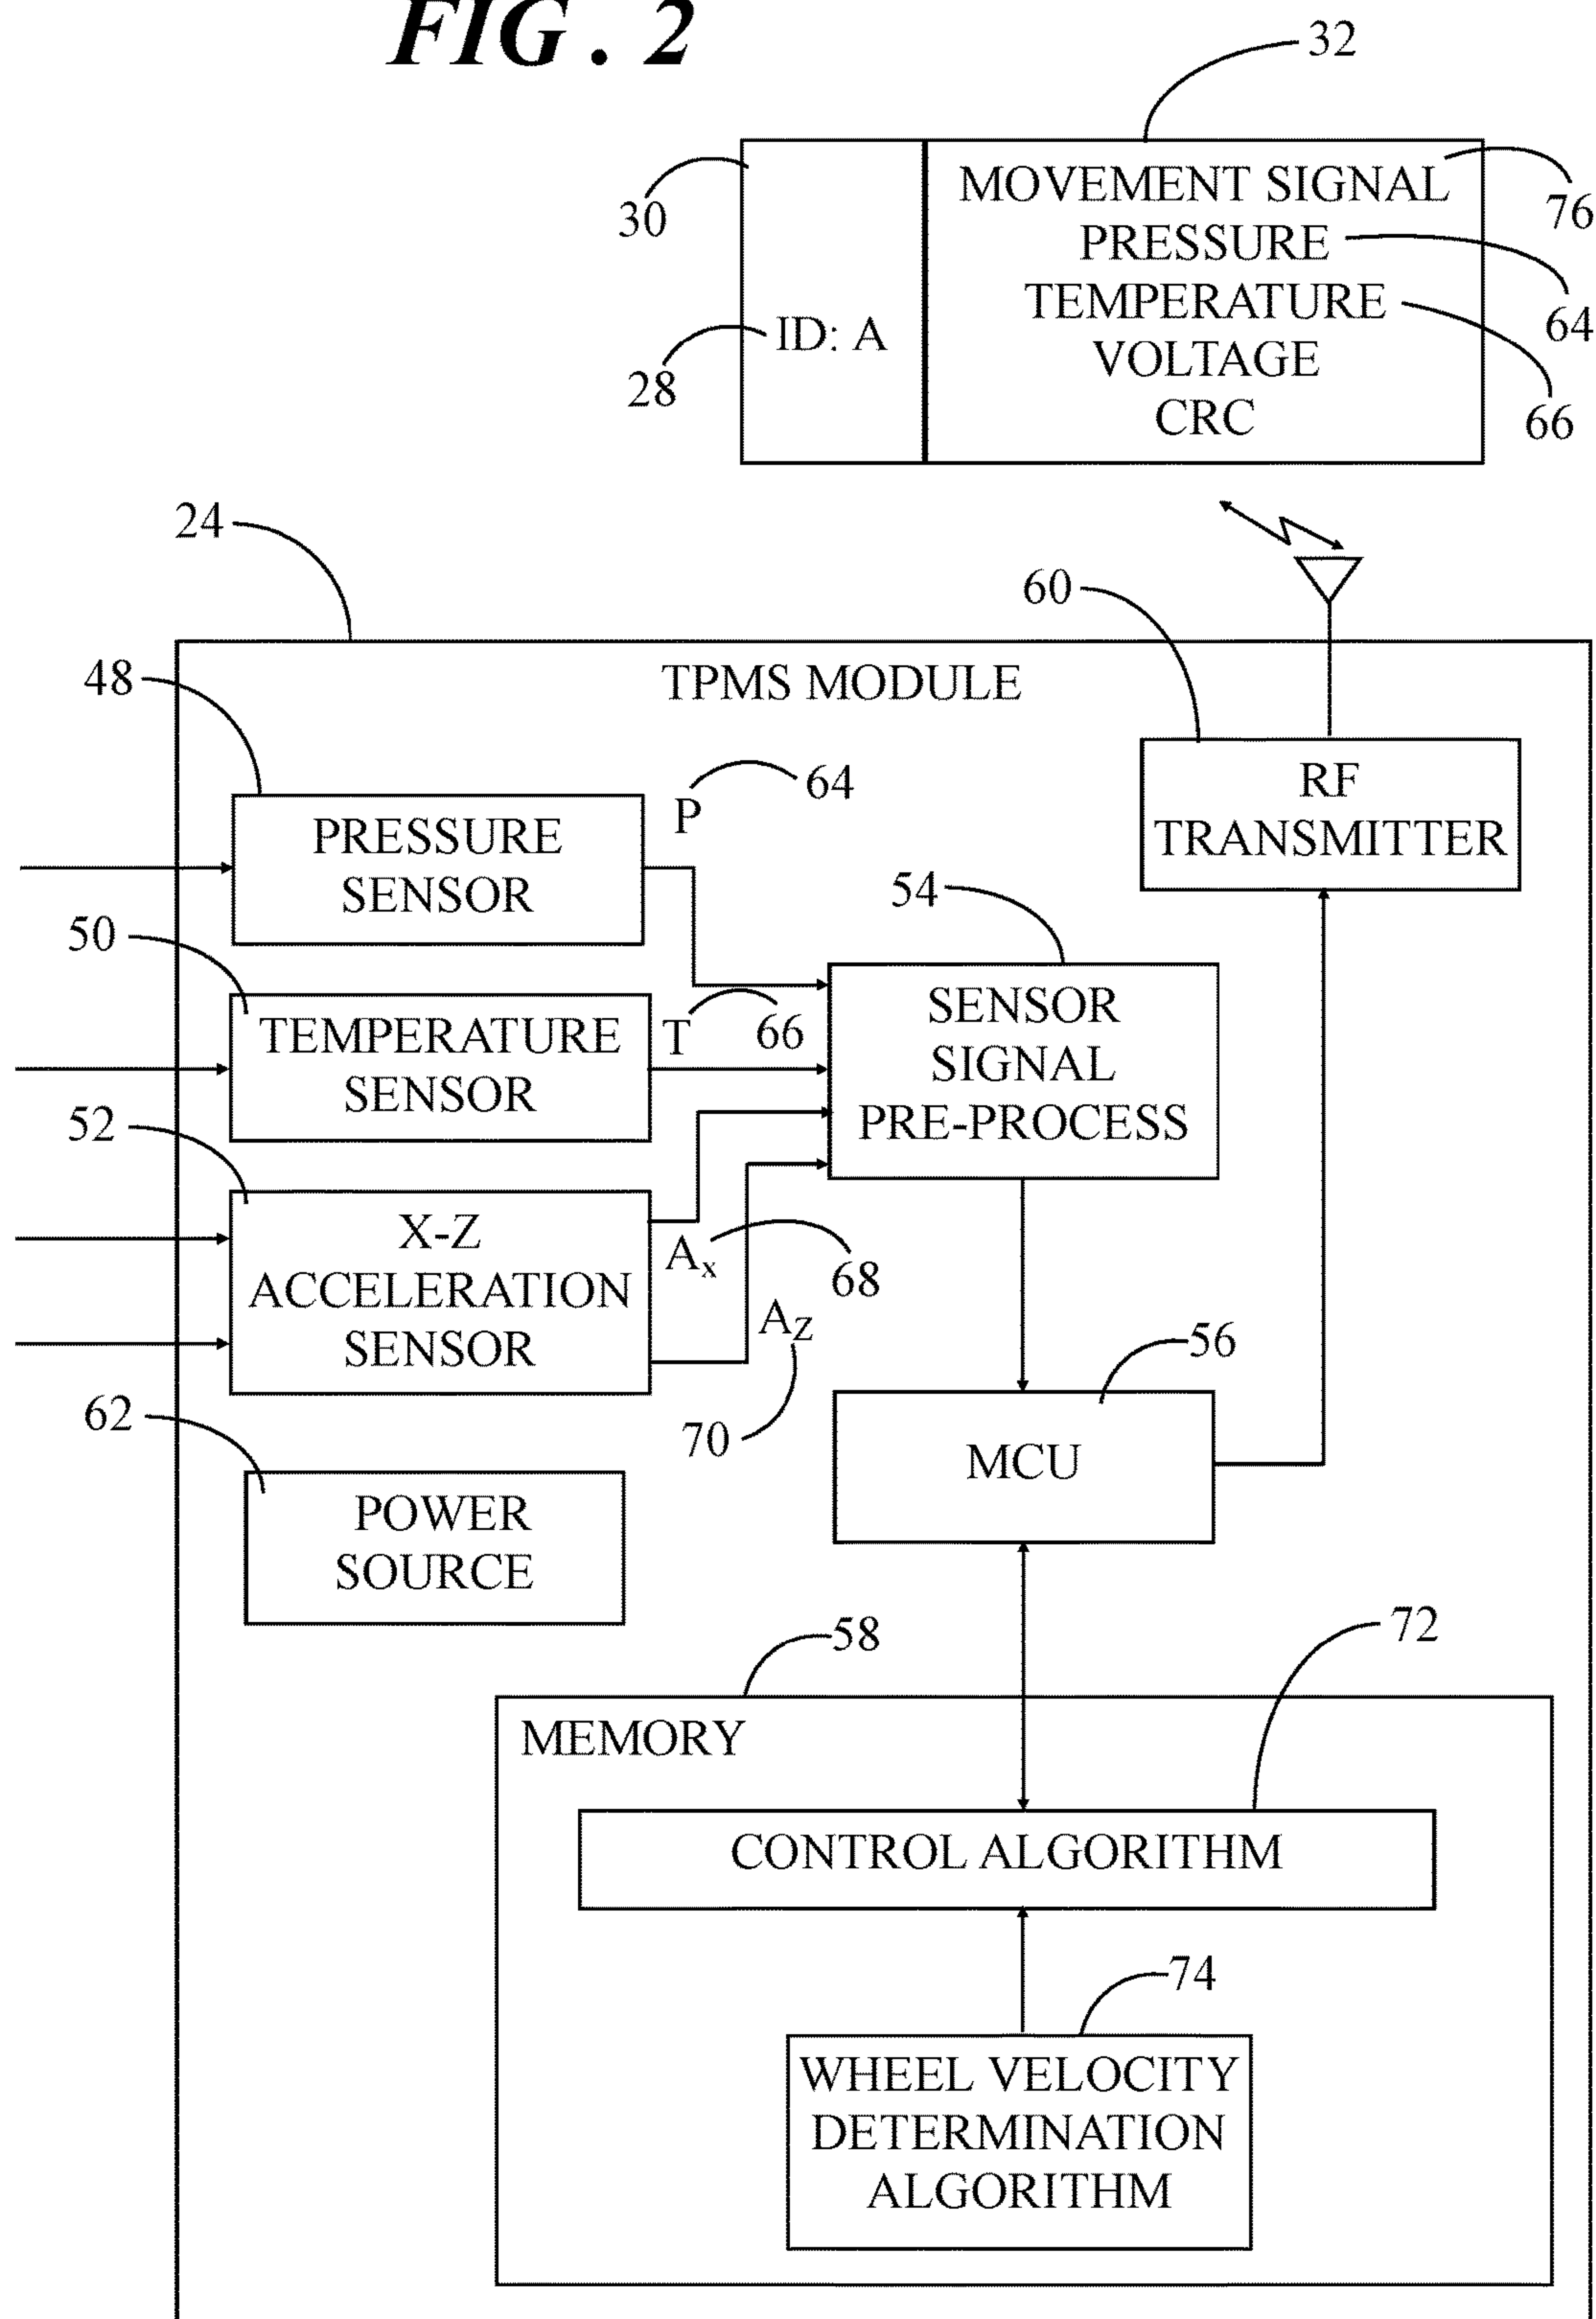 FIG. 2
32
30
MOVEMENT SIGNAL
76
PRESSURE
64
TEMPERATURE
66
ID: A
28
VOLTAGE
CRC
24
60
48
TPMS MODULE
P
64
RF
TRANSMITTER
PRESSURE
SENSOR
54
50
T
66
TEMPERATURE
SENSOR
SENSOR
SIGNAL
PRE-PROCESS
52
X-Z
ACCELERATION
SENSOR
Ax
68
AZ
70
56
MCU
62
POWER
SOURCE
58
72
MEMORY
CONTROL ALGORITHM
74
WHEEL VELOCITY
DETERMINATION
ALGORITHM